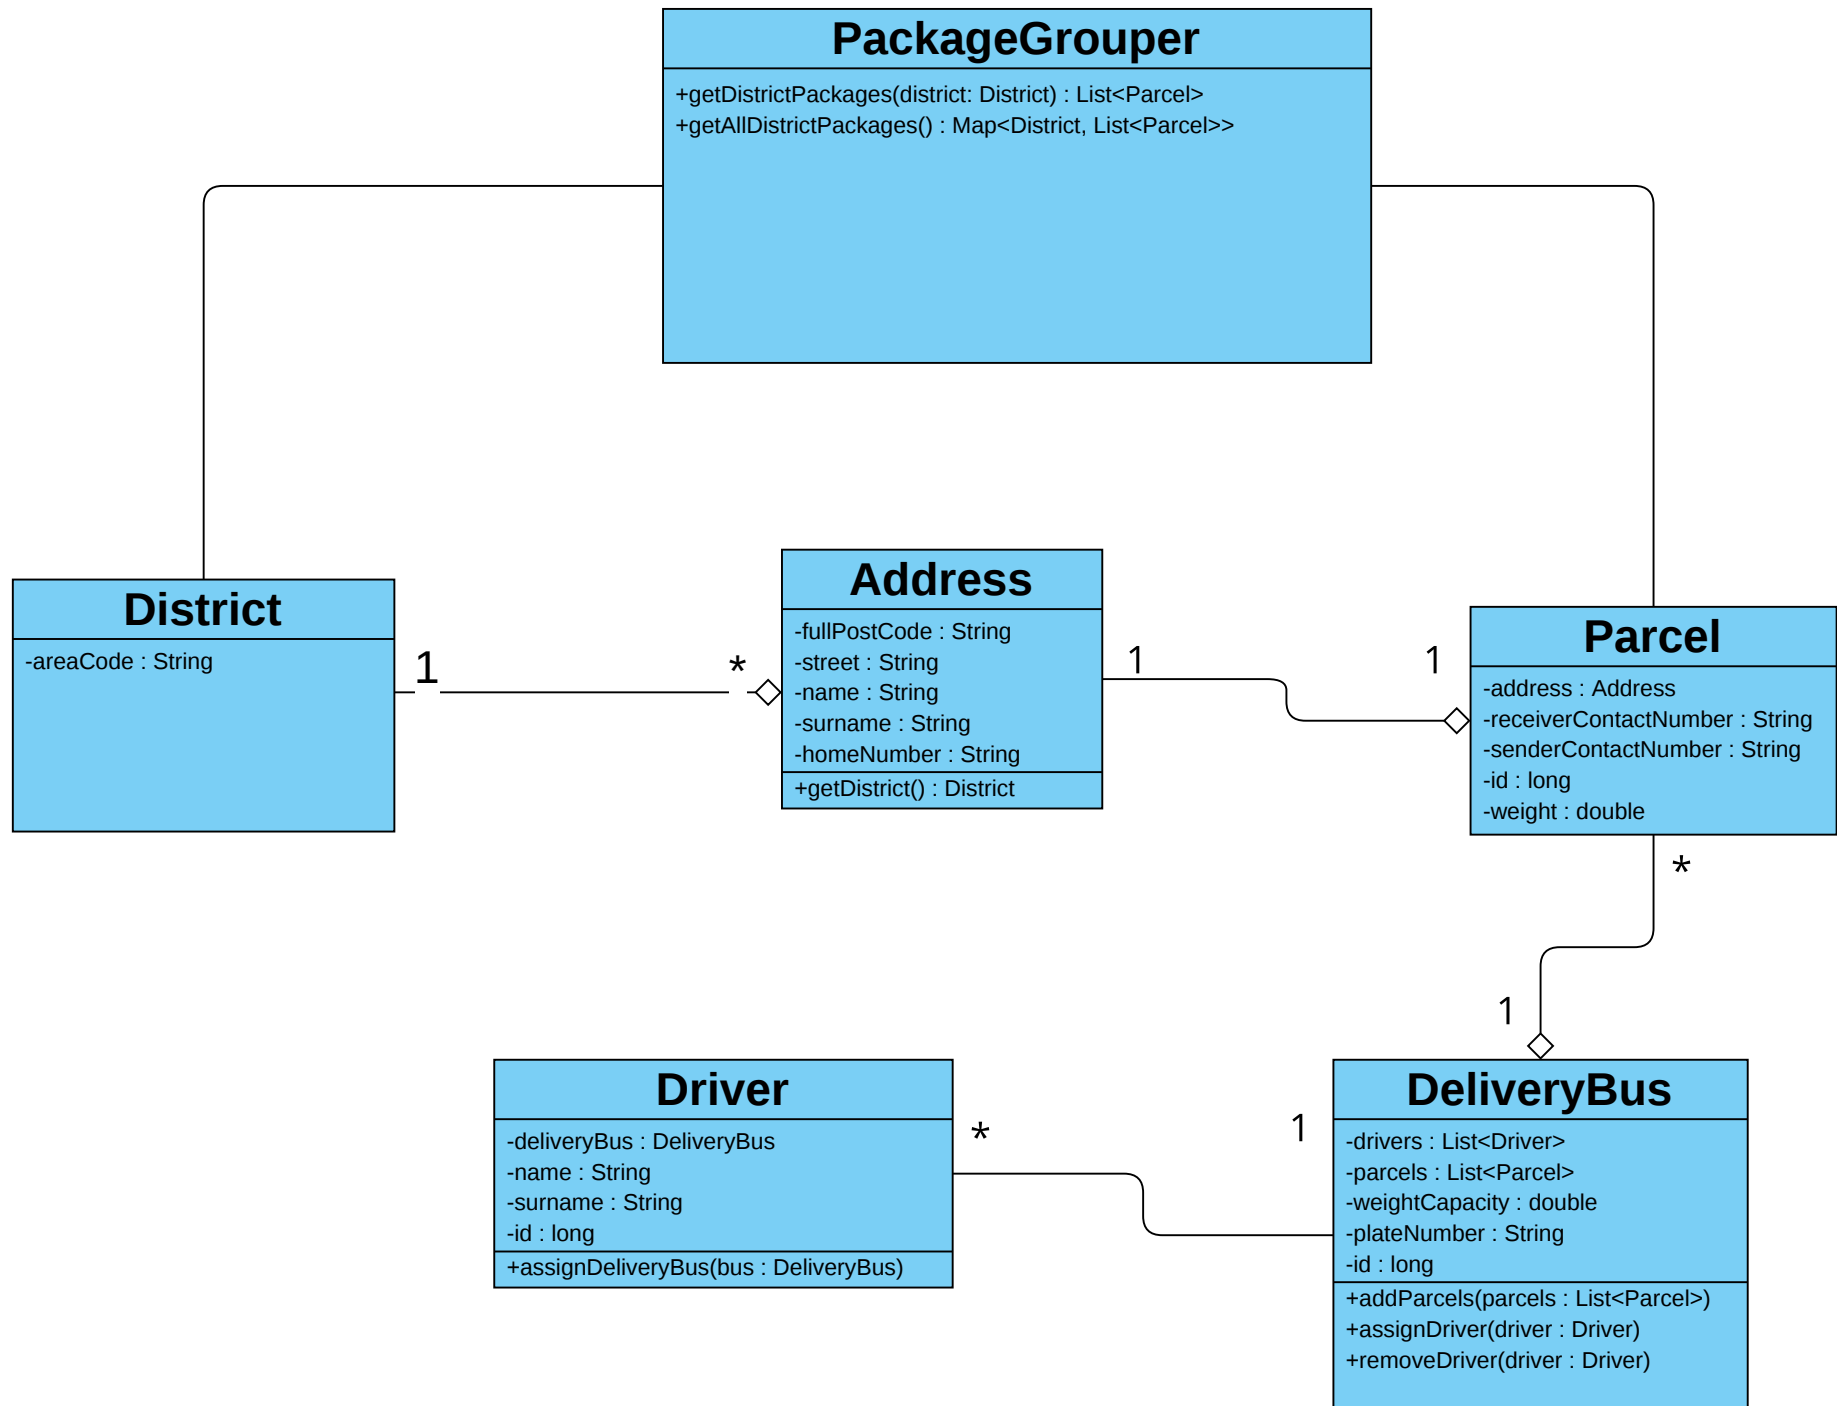 PackageGrouper
+getDistrictPackages(district: District) : List<Parcel>
+getAllDistrictPackages() : Map<District, List<Parcel>>
District
-areaCode : String
1
*
Address
-fullPostCode : String
-street : String
-name : String
-surname : String
-homeNumber : String
+getDistrict() : District
1
1
Parcel
-address : Address
-receiverContactNumber : String
-senderContactNumber : String
-id : long
-weight : double
*
1
Driver
-deliveryBus : DeliveryBus
-name : String
-surname : String
-id : long
+assignDeliveryBus(bus : DeliveryBus)
*
1
DeliveryBus
-drivers : List<Driver>
-parcels : List<Parcel>
-weightCapacity : double
-plateNumber : String
-id : long
+addParcels(parcels : List<Parcel>)
+assignDriver(driver : Driver)
+removeDriver(driver : Driver)